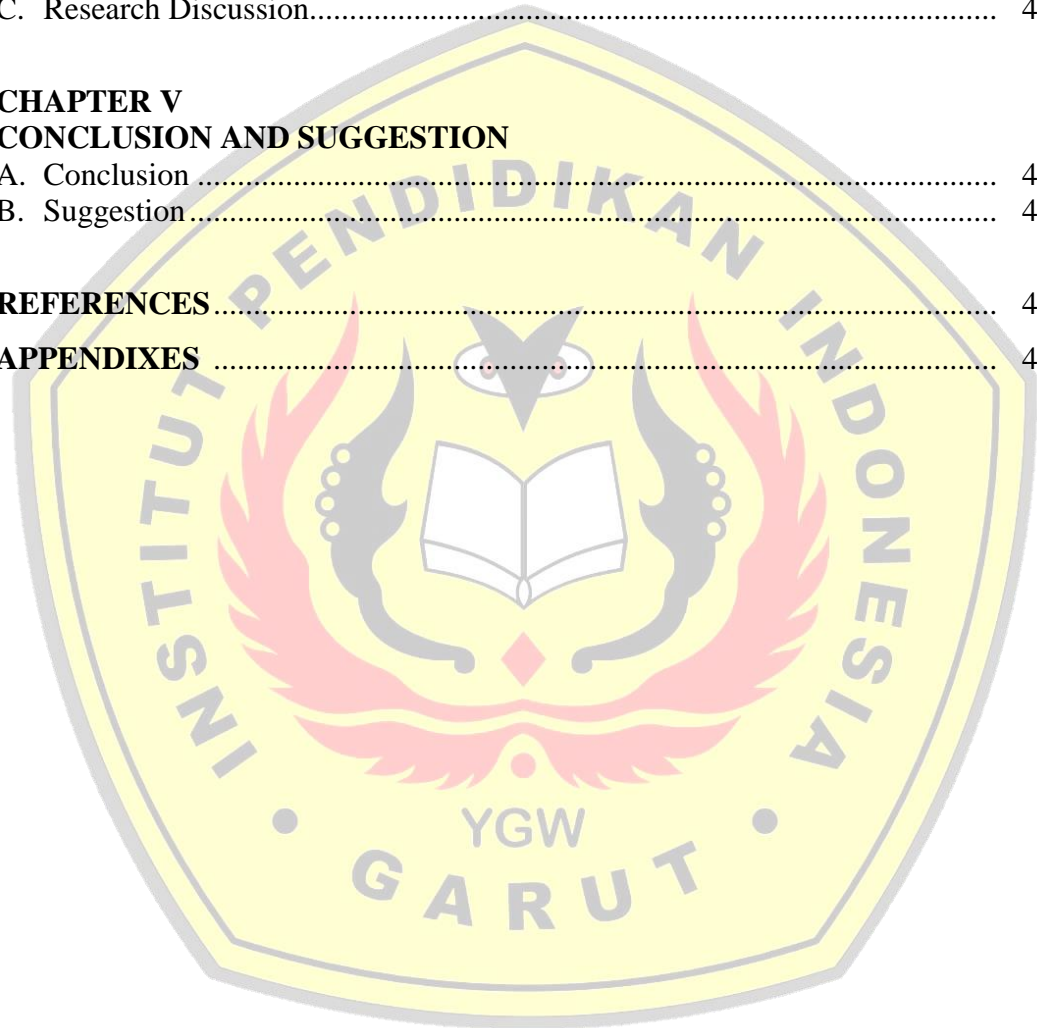 C. Research Discussion........................................................................................ 4
CHAPTER V
CONCLUSION AND SUGGESTION
A. Conclusion ....................................................................................................... 4
B. Suggestion ........................................................................................................ 4
REFERENCES ..................................................................................................... 4
APPENDIXES ..................................................................................................... 4
INSTITUT PENDIDIKAN INDONESIA
YGW
• GARUT •